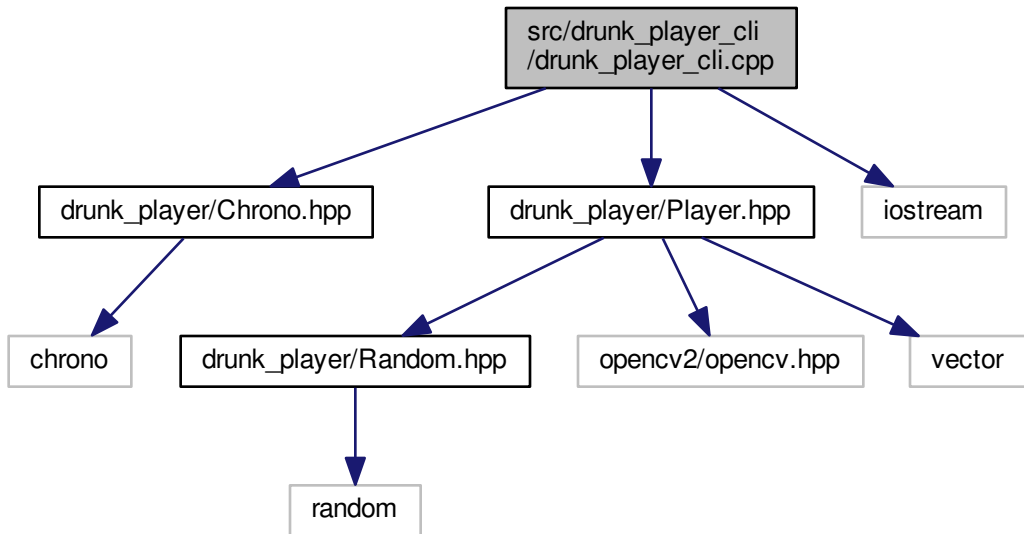 src/drunk_player_cli
/drunk_player_cli.cpp
drunk_player/Chrono.hpp
drunk_player/Player.hpp
iostream
chrono
drunk_player/Random.hpp
opencv2/opencv.hpp
vector
random